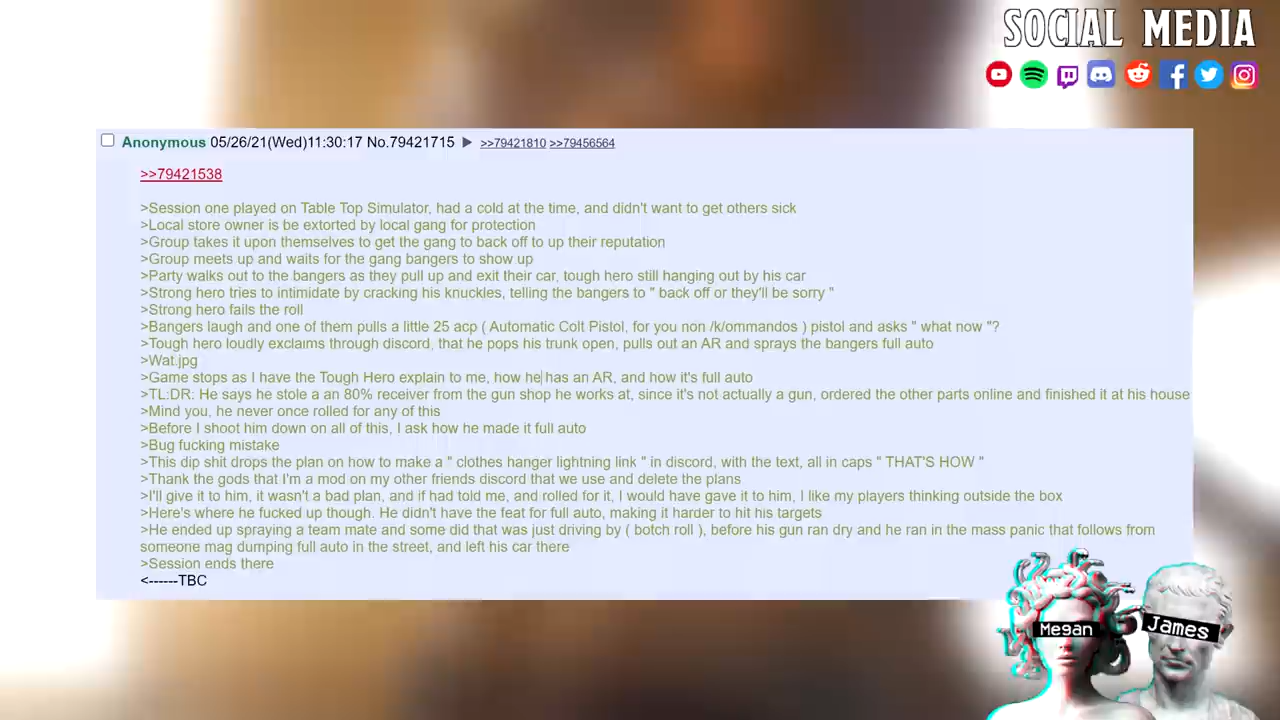 SOCIAL MEDIA
Anonymous 05/26/21(Wed)11:30:17 No.79421715 ▶ >>79421810 >>79456564
>>79421538
>Session one played on Table Top Simulator, had a cold at the time, and didn't want to get others sick
>Local store owner is be extorted by local gang for protection
>Group takes it upon themselves to get the gang to back off to up their reputation
>Group meets up and waits for the gang bangers to show up
>Party walks out to the bangers as they pull up and exit their car, tough hero still hanging out by his car
>Strong hero tries to intimidate by cracking his knuckles, telling the bangers to " back off or they'll be sorry "
>Strong hero fails the roll
>Bangers laugh and one of them pulls a little 25 acp ( Automatic Colt Pistol, for you non /k/ommandos ) pistol and asks " what now "?
>Tough hero loudly exclaims through discord, that he pops his trunk open, pulls out an AR and sprays the bangers full auto
>Wat.jpg
>Game stops as I have the Tough Hero explain to me, how he has an AR, and how it's full auto
>TL:DR: He says he stole a an 80% receiver from the gun shop he works at, since it's not actually a gun, ordered the other parts online and finished it at his house
>Mind you, he never once rolled for any of this
>Before I shoot him down on all of this, I ask how he made it full auto
>Bug fucking mistake
>This dip shit drops the plan on how to make a " clothes hanger lightning link " in discord, with the text, all in caps " THAT'S HOW "
>Thank the gods that I'm a mod on my other friends discord that we use and delete the plans
>I'll give it to him, it wasn't a bad plan, and if had told me, and rolled for it, I would have gave it to him, I like my players thinking outside the box
>Here's where he fucked up though. He didn't have the feat for full auto, making it harder to hit his targets
>He ended up spraying a team mate and some did that was just driving by ( botch roll ), before his gun ran dry and he ran in the mass panic that follows from
someone mag dumping full auto in the street, and left his car there
>Session ends there
<------TBC
Megan
James